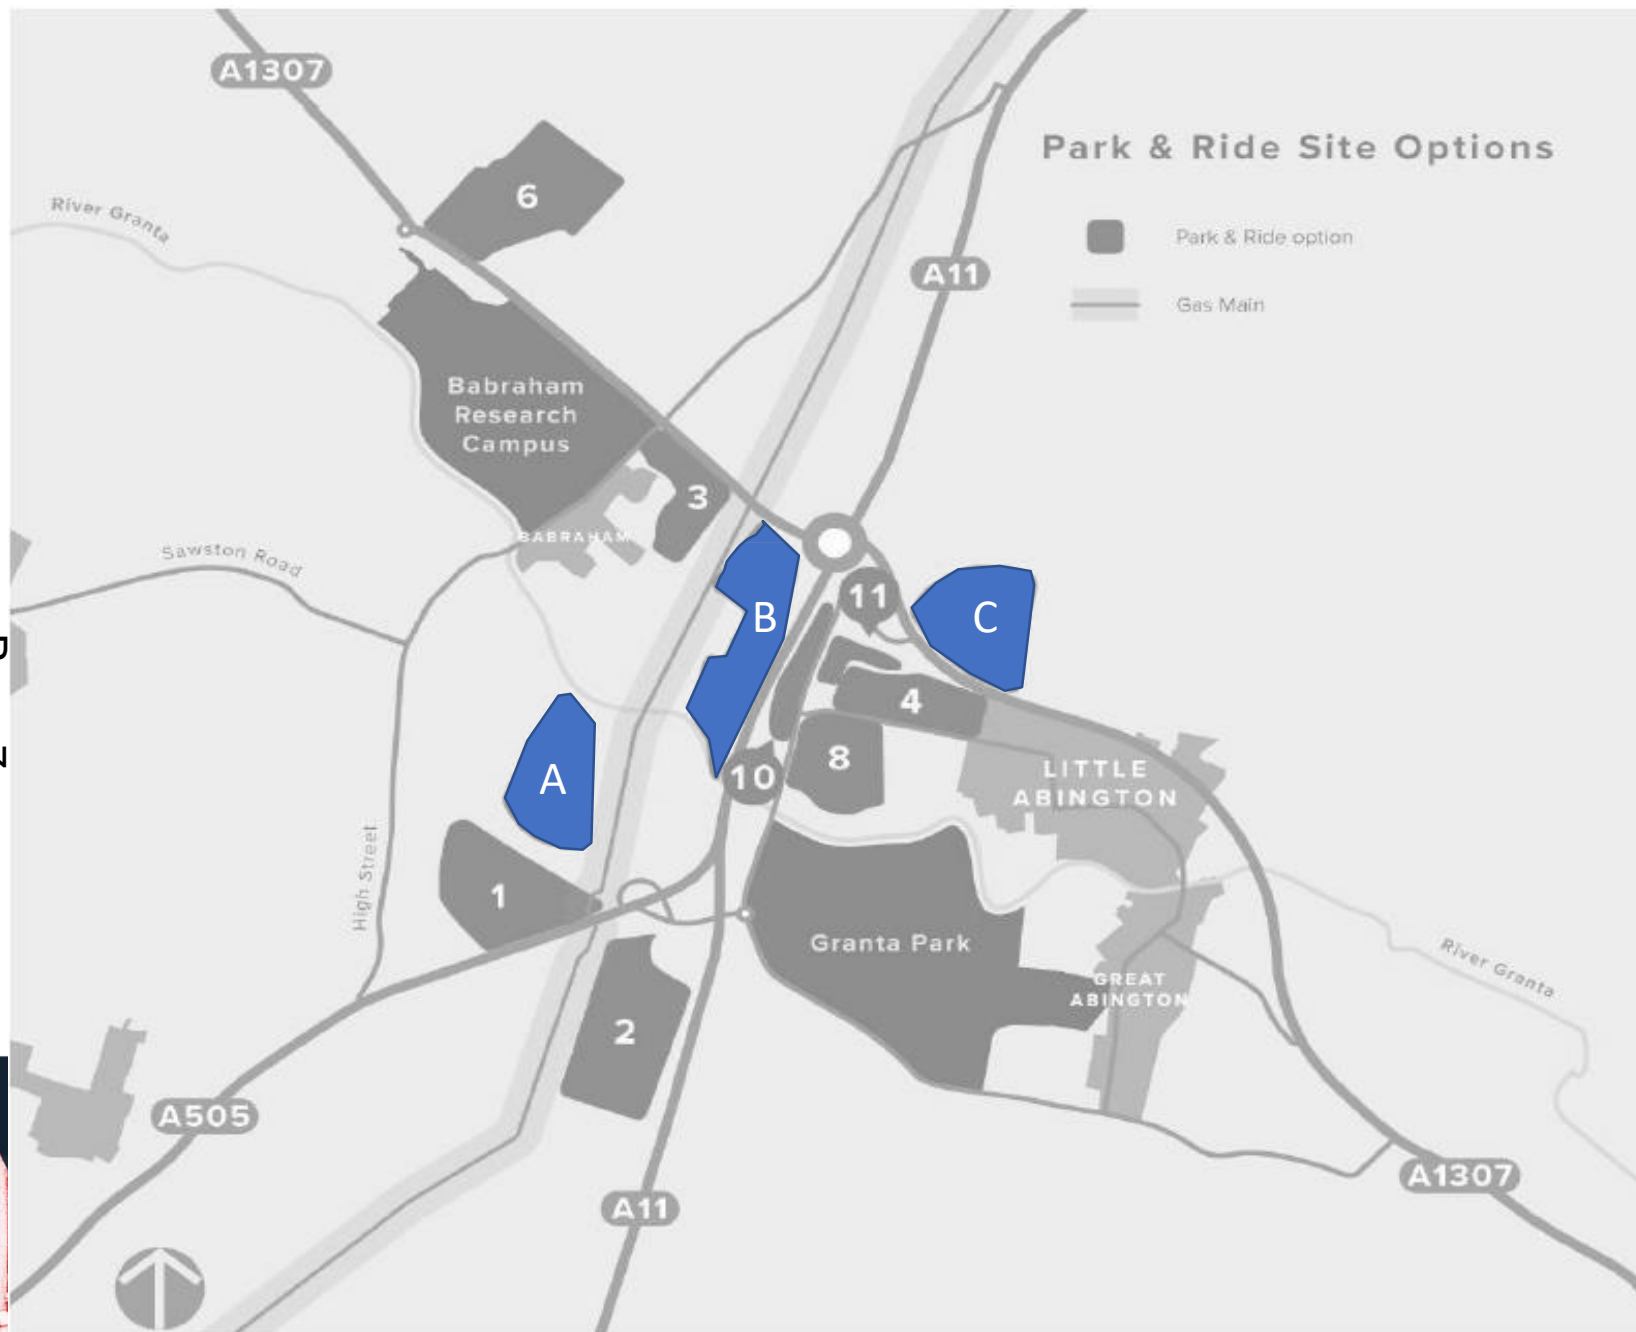 A1307
Park & Ride Site Options
6
River Granta
Park & Ride option
A11
Gas Main
Babraham
Research
Campus
3
BABRAHAM
Sawston Road
11
B
C
4
A
8
10
LITTLE
ABINGTON
High Street
1
Granta Park
River Granta
GREAT
ABINGTON
2
A505
A1307
A11